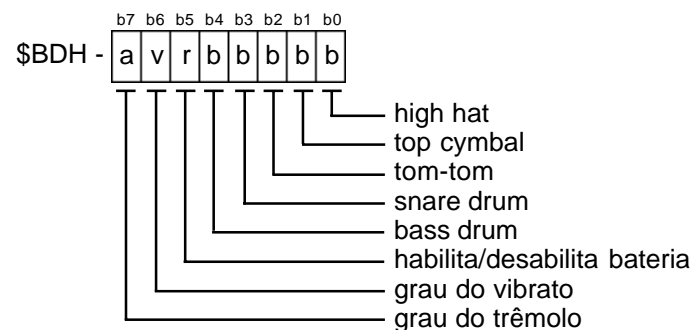 b7 b6 b5 b4 b3 b2 b1 b0
$BDH - a v r b b b b b
high hat
top cymbal
tom-tom
snare drum
bass drum
habilita/desabilita bateria
grau do vibrato
grau do trêmolo